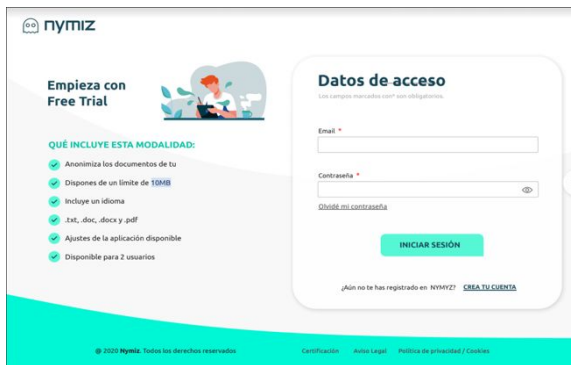 nymiz
Empieza con
Free Trial
QUÉ INCLUYE ESTA MODALIDAD:
Anonimiza los documentos de tu
Dispones de un límite de 10MB
Incluye un idioma
.txt, .doc, .docx y .pdf
Ajustes de la aplicación disponible
Disponible para 2 usuarios
Datos de acceso
Los campos marcados con* son obligatorios.
Email *
Contraseña *
Olvidé mi contraseña
INICIAR SESIÓN
¿Aún no te has registrado en NYMYZ? CREA TU CUENTA
@ 2020 Nymiz. Todos los derechos reservados
Certificación Aviso Legal Política de privacidad / Cookies